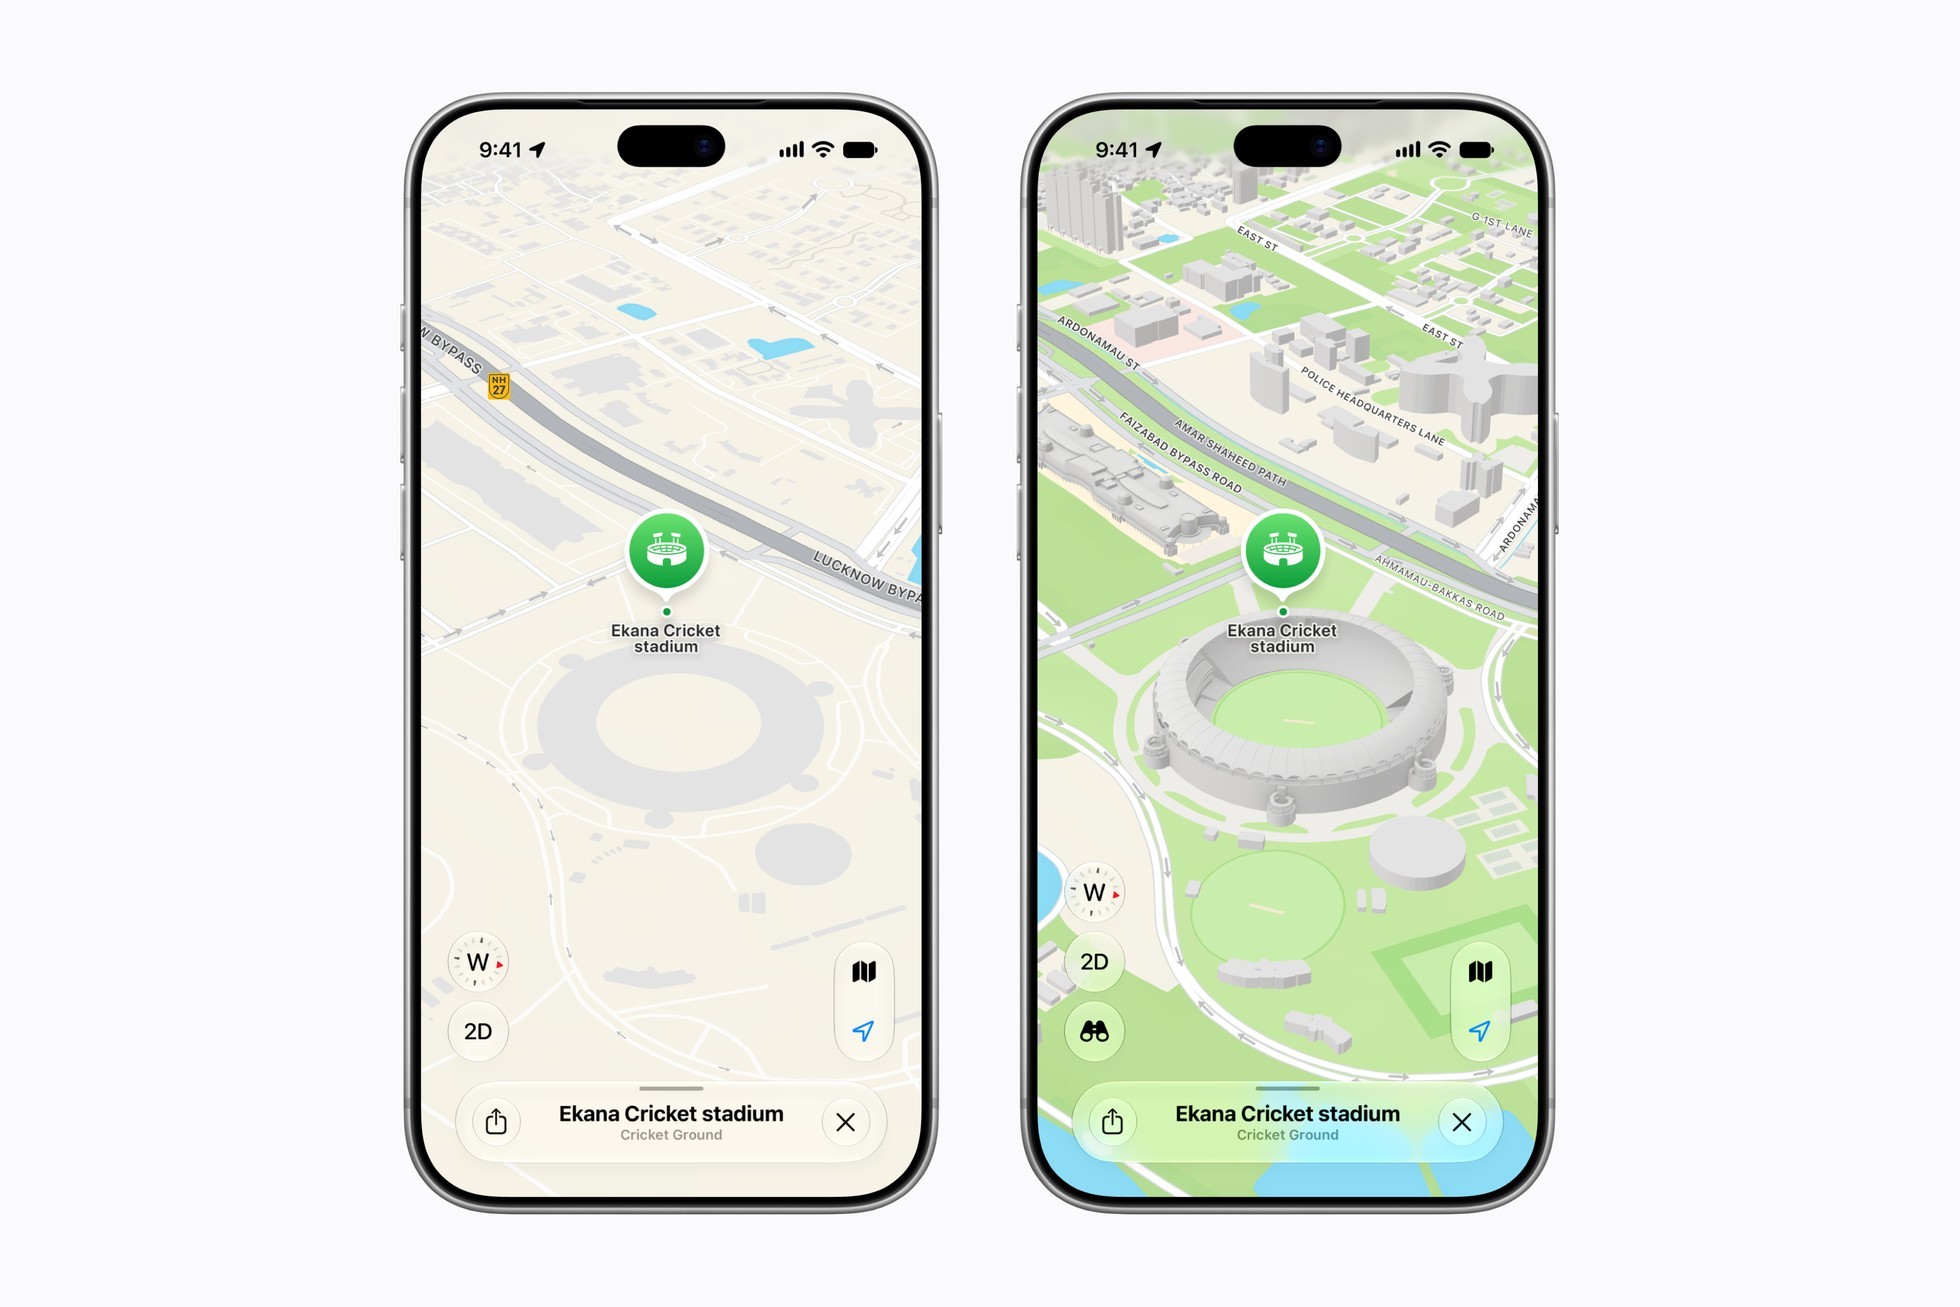 9:41
W BYPASS
NH
27
LUCKNOW BYPA
Ekana Cricket
stadium
W
2D
Ekana Cricket stadium
Cricket Ground
9:41
G 1ST LANE
EAST ST
EAST ST
ARDONAMAU ST
POLICE HEADQUARTERS LANE
FAIZABAD BYPASS ROAD
AMAR SHAHEED PATH
ARDONAMA
AHMAMAU-BAKKAS ROAD
Ekana Cricket
stadium
W
2D
Ekana Cricket stadium
Cricket Ground